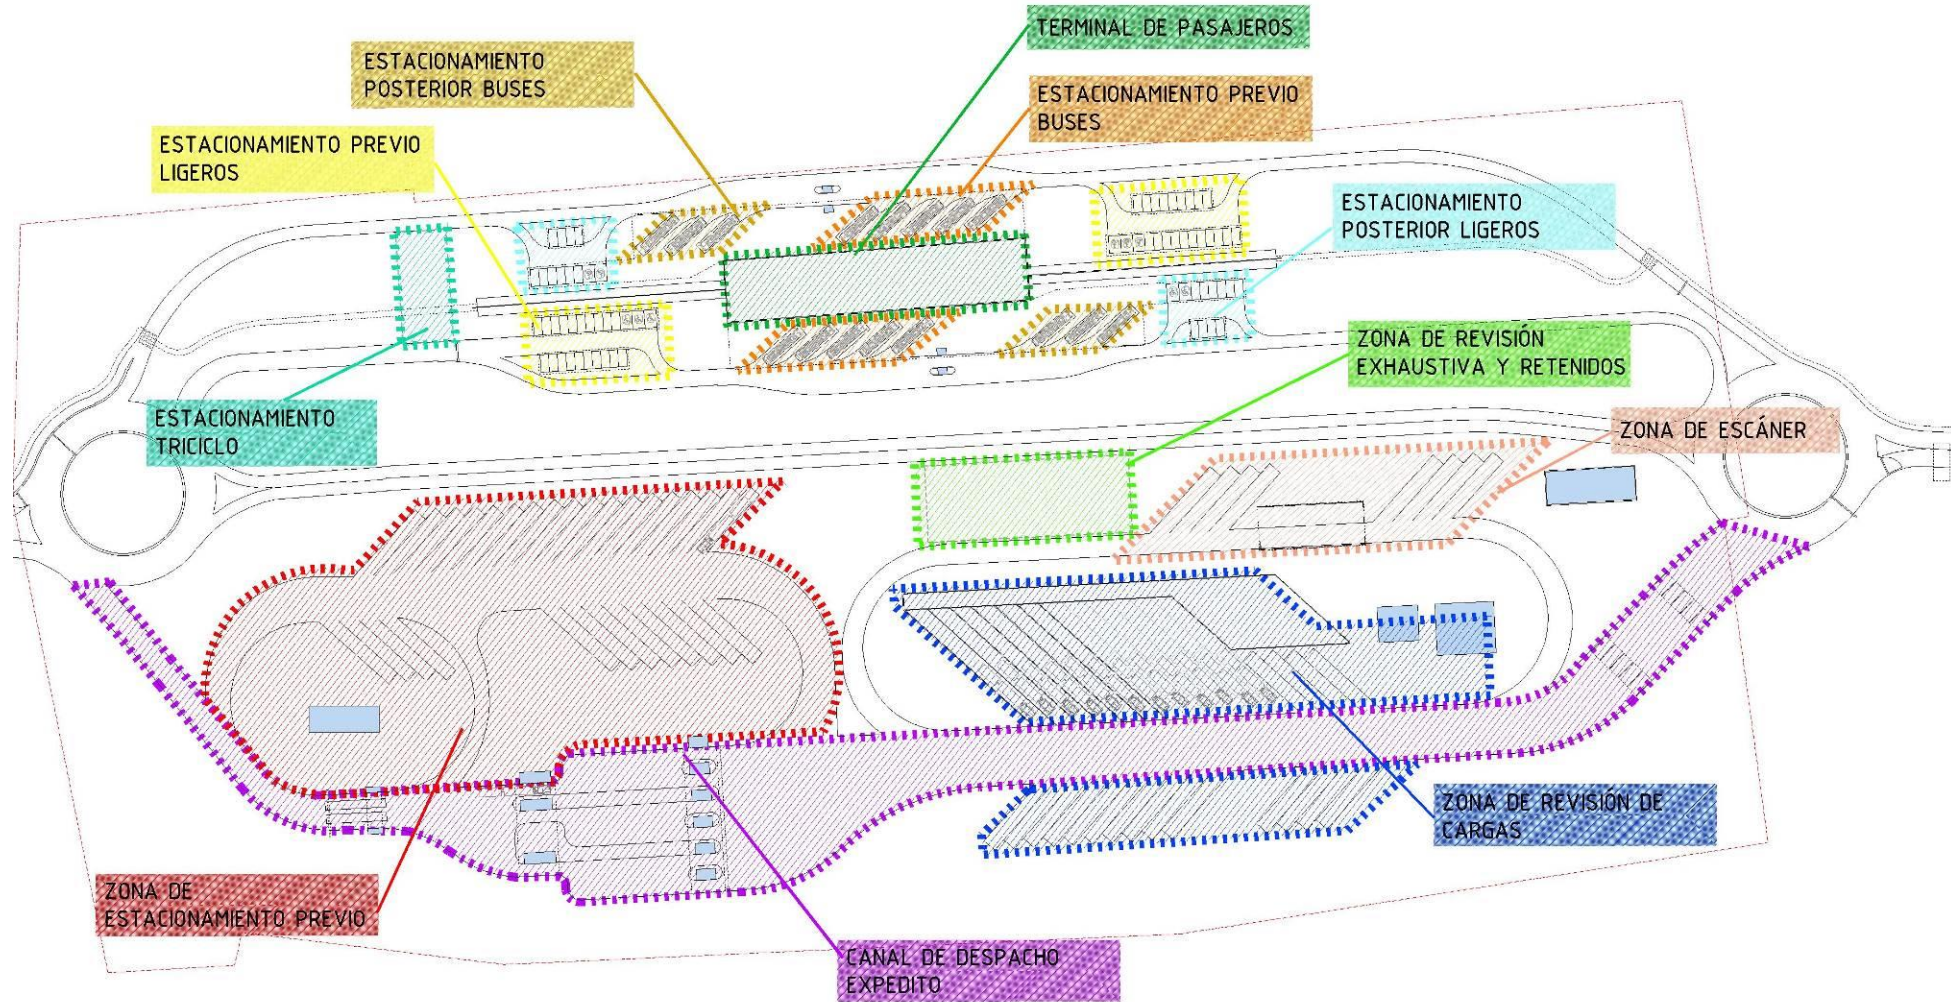 TERMINAL DE PASAJEROS
ESTACIONAMIENTO
POSTERIOR BUSES
ESTACIONAMIENTO PREVIO
BUSES
ESTACIONAMIENTO PREVIO
LIGEROS
ESTACIONAMIENTO
POSTERIOR LIGEROS
ZONA DE REVISIÓN
EXHAUSTIVA Y RETENIDOS
ESTACIONAMIENTO
TRICICLO
ZONA DE ESCÁNER
ZONA DE REVISIÓN DE
CARGAS
ZONA DE
ESTACIONAMIENTO PREVIO
CANAL DE DESPACHO
EXPEDITO